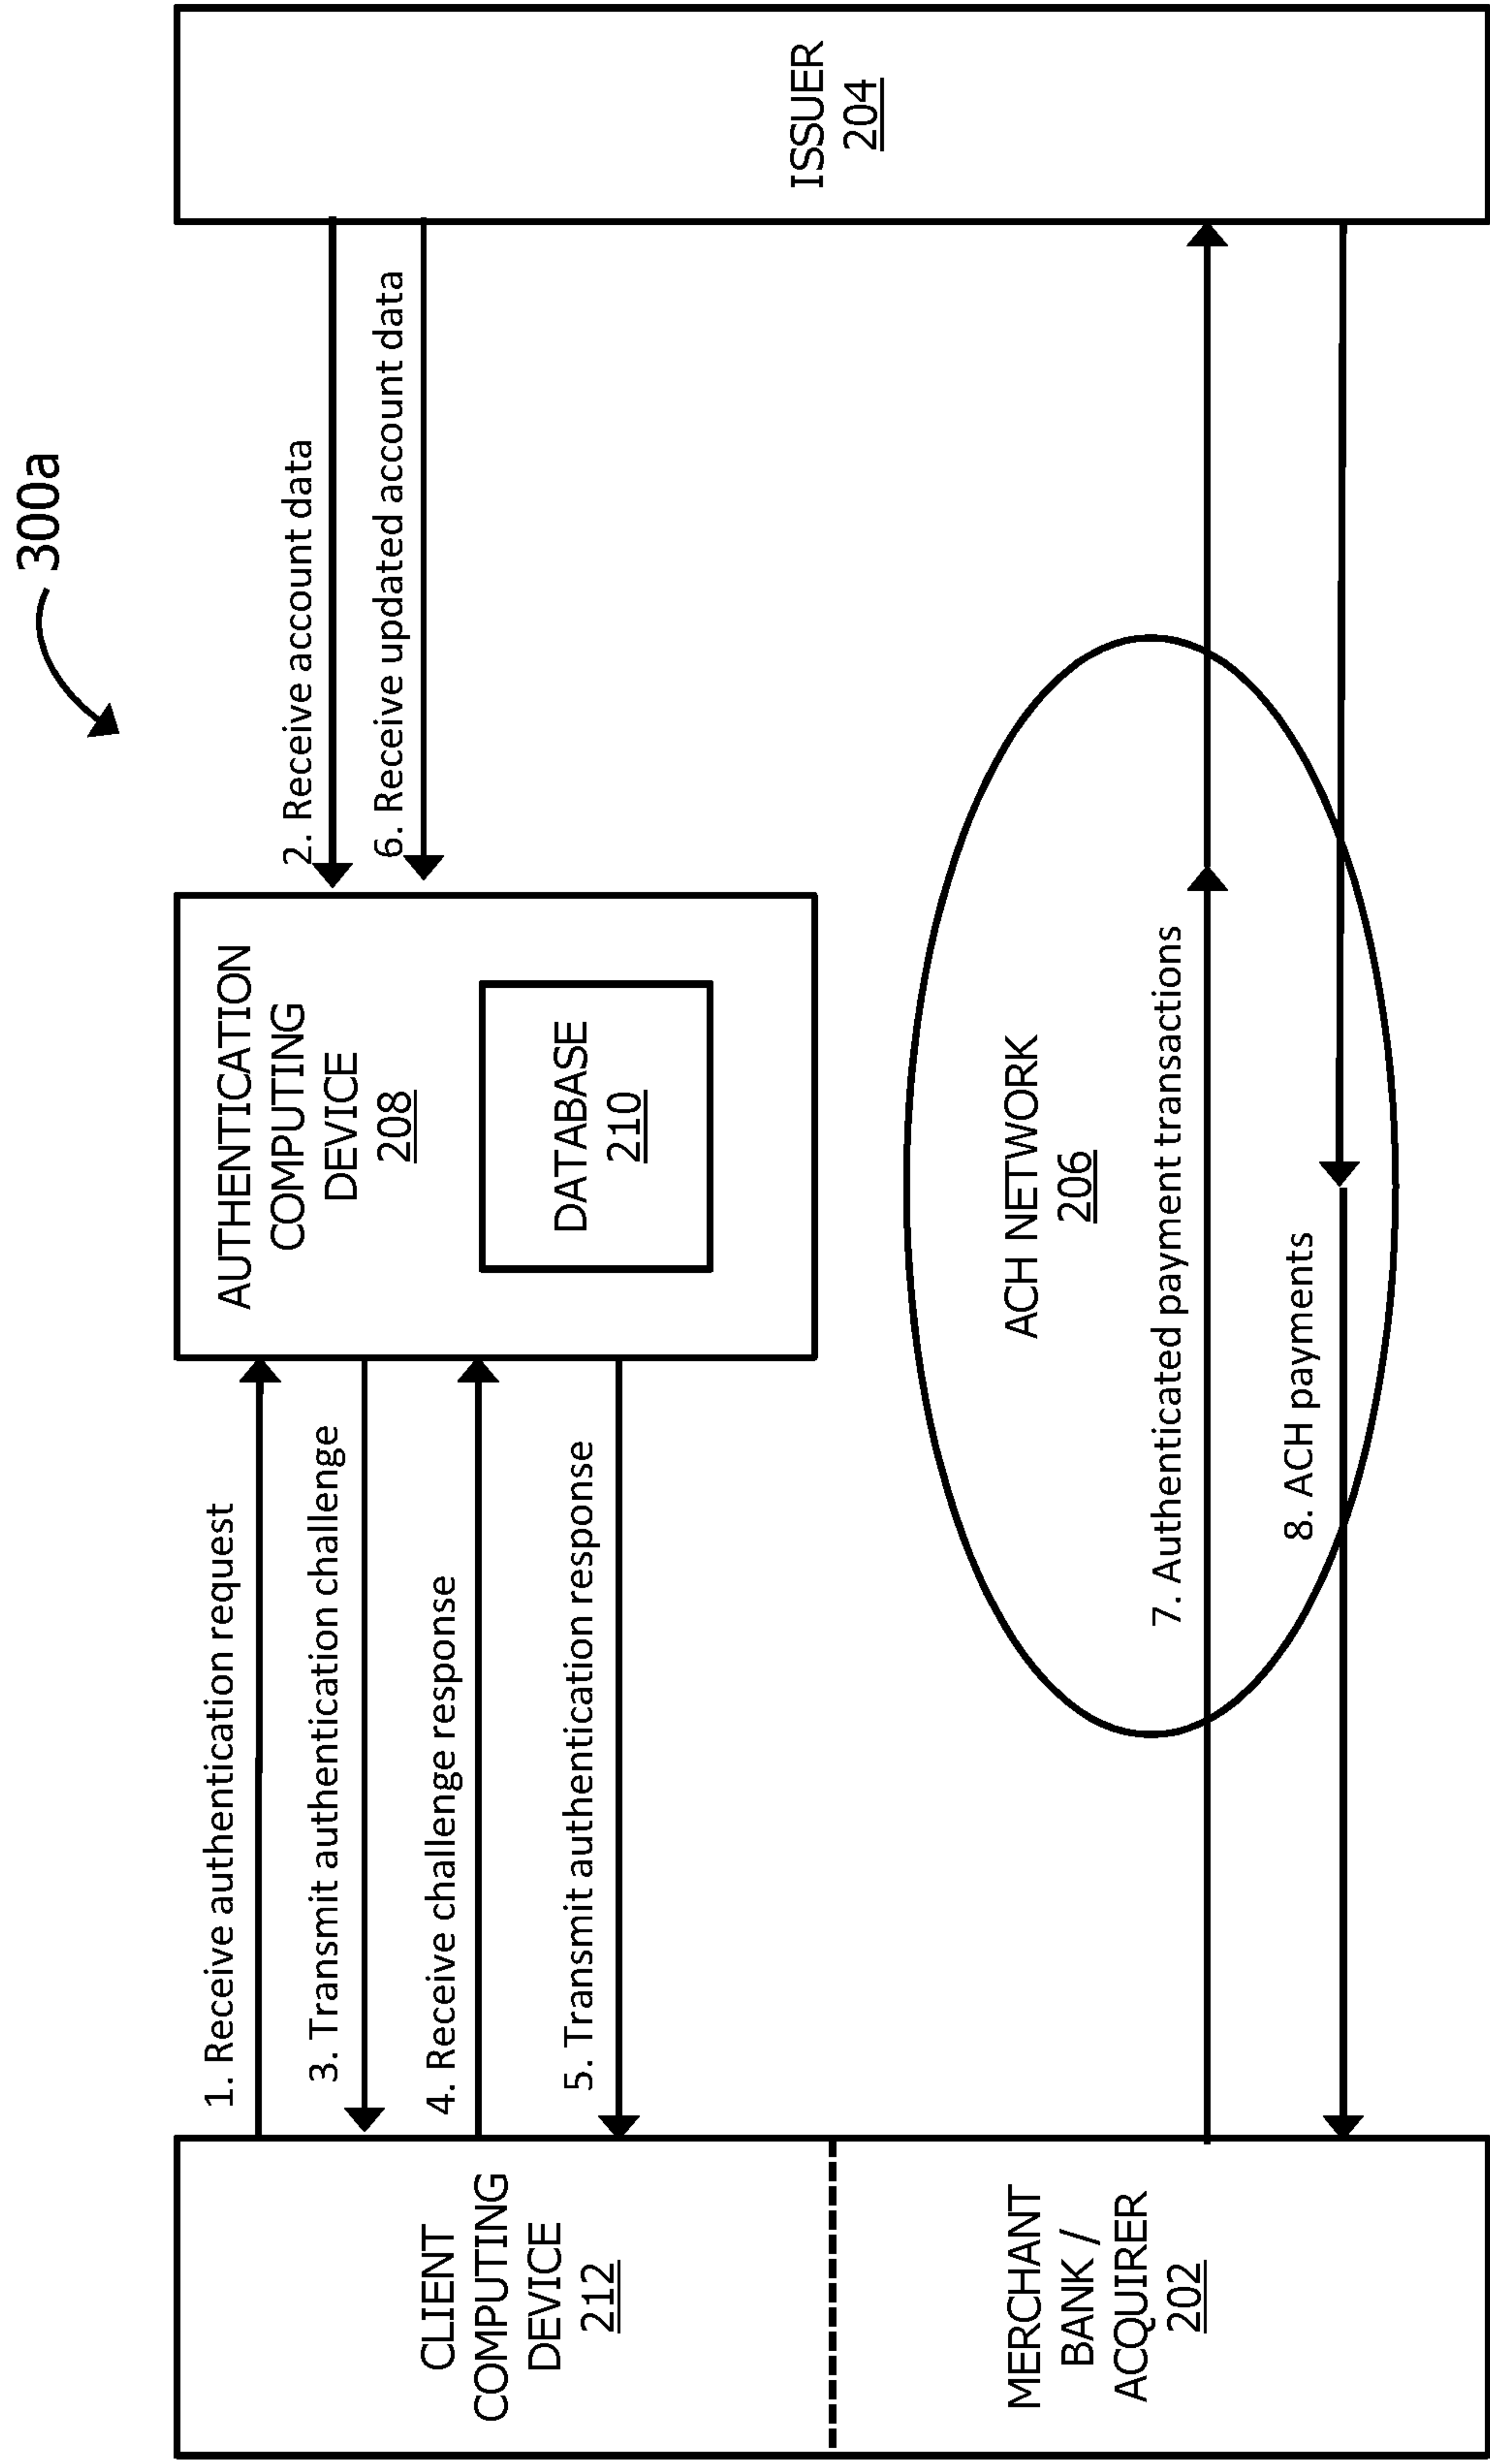 300a
1. Receive authentication request
3. Transmit authentication challenge
4. Receive challenge response
5. Transmit authentication response
CLIENT
COMPUTING
DEVICE
212
MERCHANT
BANK /
ACQUIRER
202
AUTHENTICATION
COMPUTING
DEVICE
208
DATABASE
210
2. Receive account data
6. Receive updated account data
ACH NETWORK
206
7. Authenticated payment transactions
8. ACH payments
ISSUER
204